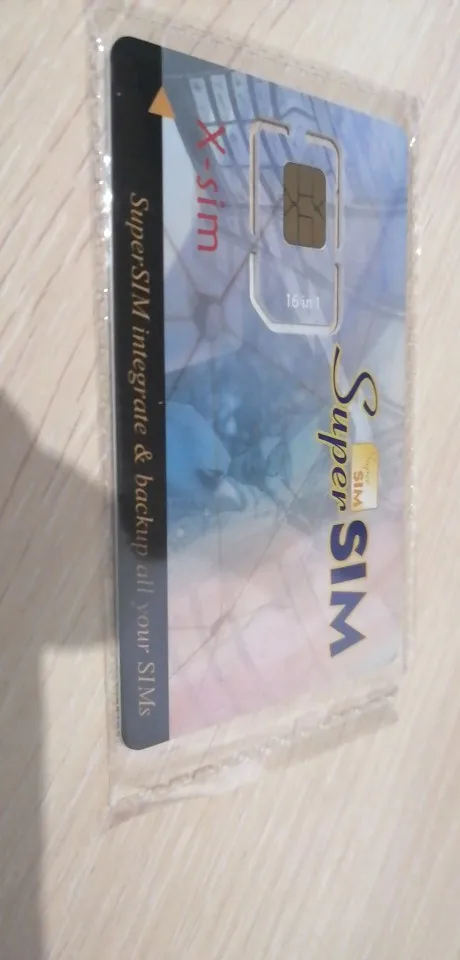 X-sim
16 in 1
Super SIM
Super
SIM
SuperSIM integrate & backup all your SIMs